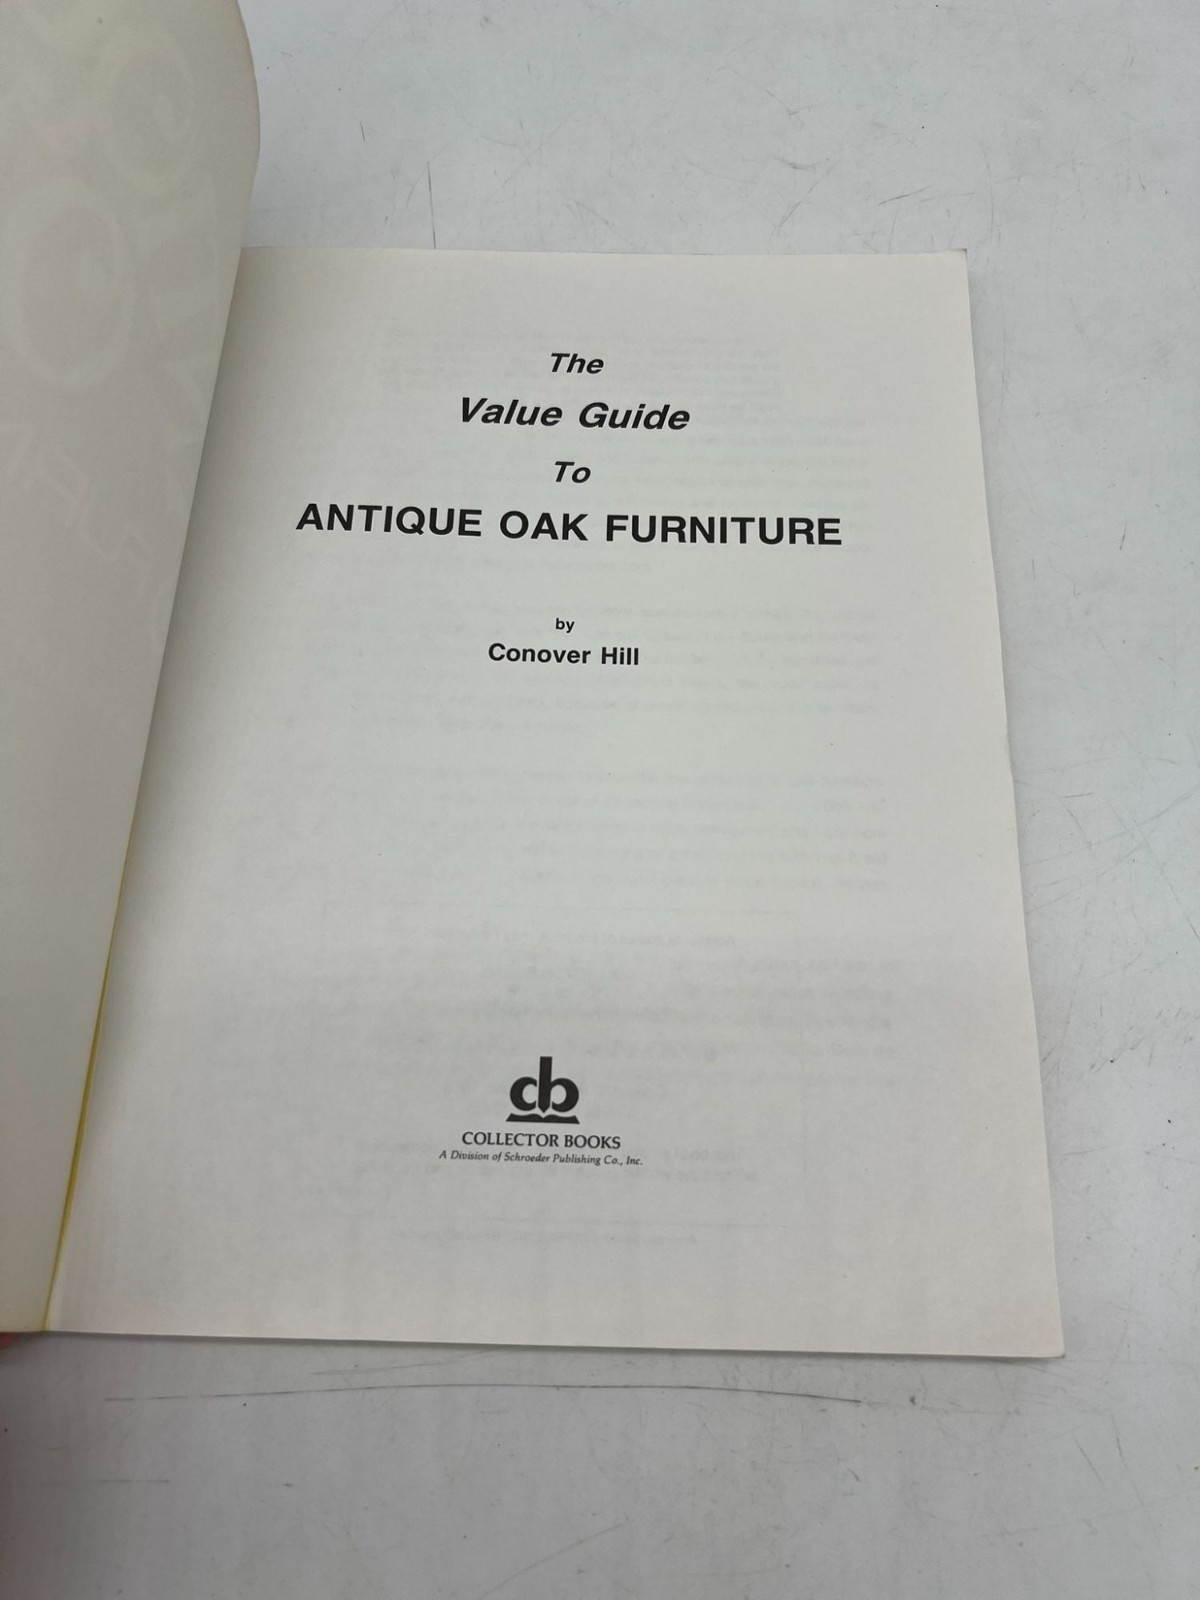 The
Value Guide
To
ANTIQUE OAK FURNITURE
by
Conover Hill
cb
COLLECTOR BOOKS
A Division of Schroeder Publishing Co., Inc.